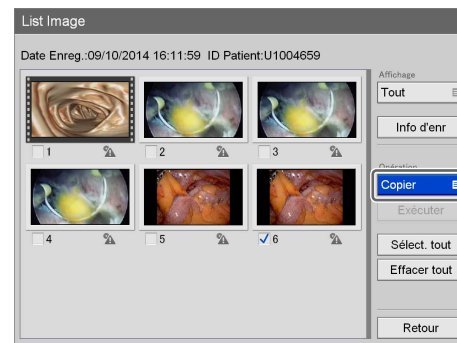 List Image
Date Enreg.:09/10/2014 16:11:59 ID Patient:U1004659
Affichage
Tout
Info d'enr
1
2
3
Opération
Copier
Exécuter
4
5
6
Sélect. tout
Effacer tout
Retour